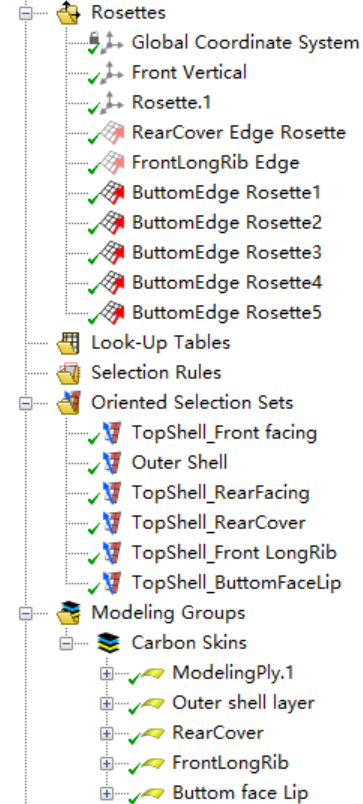 Rosettes
Global Coordinate System
Front Vertical
Rosette.1
RearCover Edge Rosette
FrontLongRib Edge
ButtomEdge Rosette1
ButtomEdge Rosette2
ButtomEdge Rosette3
ButtomEdge Rosette4
ButtomEdge Rosette5
Look-Up Tables
Selection Rules
Oriented Selection Sets
TopShell_Front facing
Outer Shell
TopShell_RearFacing
TopShell_RearCover
TopShell_Front LongRib
TopShell_ButtomFaceLip
Modeling Groups
Carbon Skins
ModelingPly.1
Outer shell layer
RearCover
FrontLongRib
Buttom face Lip